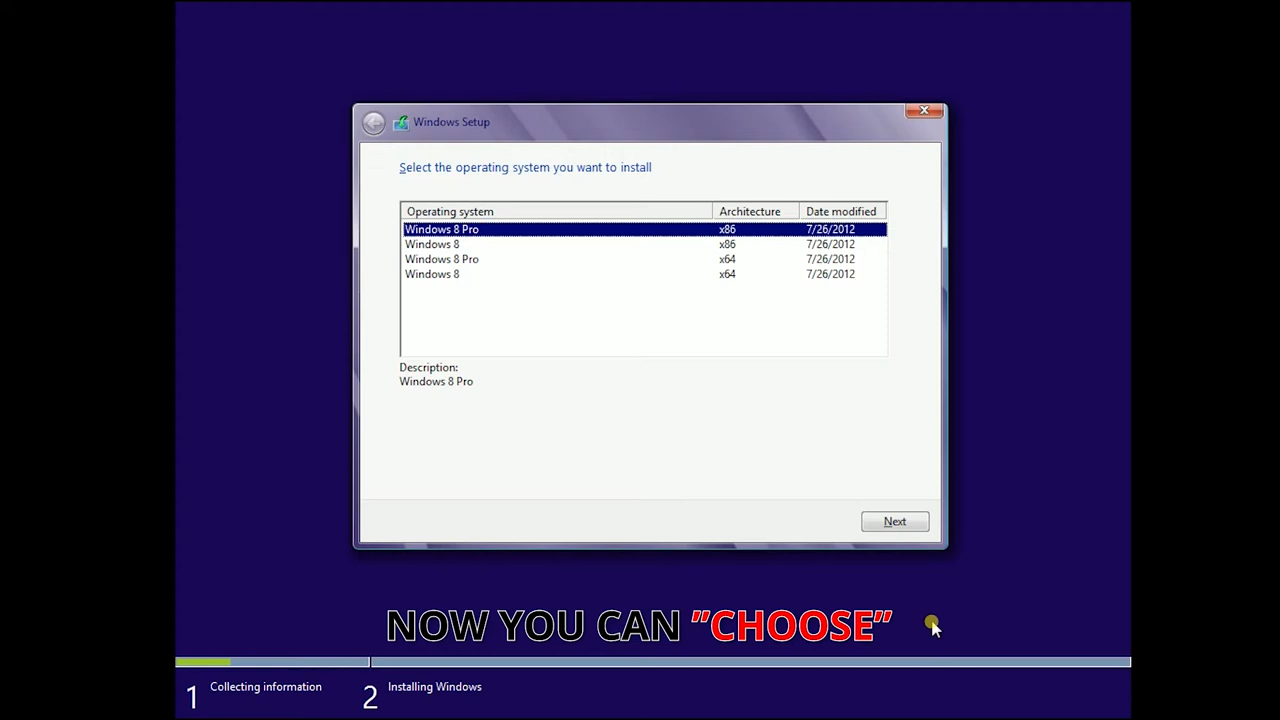 Windows Setup
Select the operating system you want to install
Operating system Architecture Date modified
Windows 8 Pro x86 7/26/2012
Windows 8 x86 7/26/2012
Windows 8 Pro x64 7/26/2012
Windows 8 x64 7/26/2012
Description:
Windows 8 Pro
Next
NOW YOU CAN "CHOOSE"
1 Collecting information 2 Installing Windows